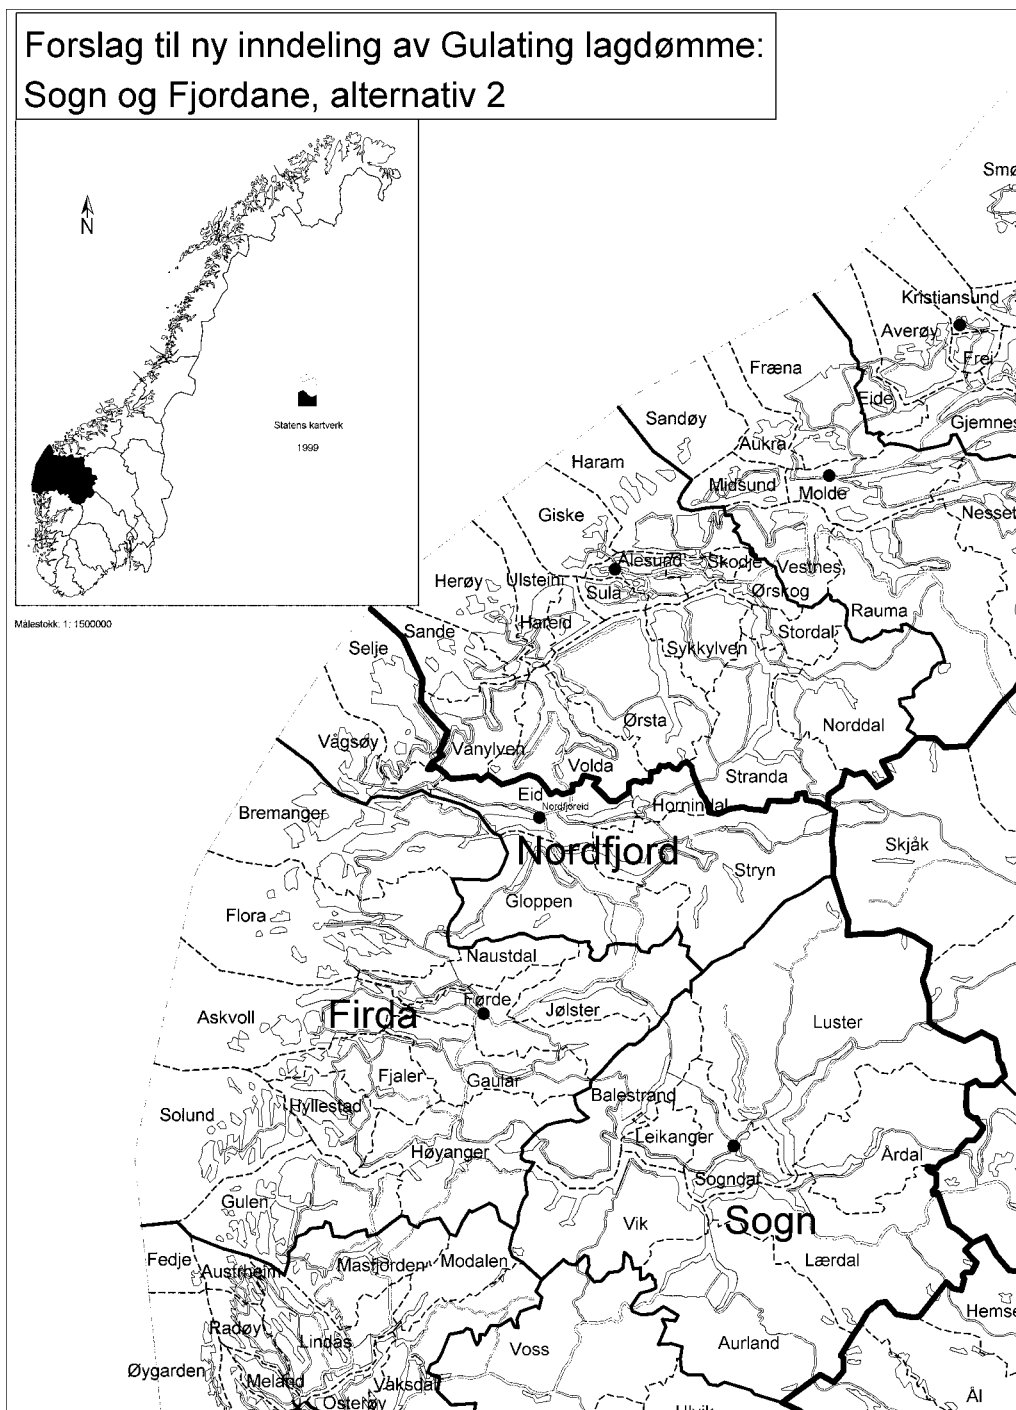 Forslag til ny inndeling av Gulating lagdømme:
Sogn og Fjordane, alternativ 2
N
Statens kartverk
1999
Målestokk: 1: 1500000
Kristiansund
Averøy
Frei
Fræna
Eide
Gjemnes
Sandøy
Aukra
Haram
Midsund
Molde
Nesset
Giske
Ålesund
Skodje
Vestnes
Herøy
Ulstein
Sula
Ørskog
Rauma
Sande
Hareid
Stordal
Selje
Sykkylven
Ørsta
Norddal
Vågsøy
Vanylven
Volda
Stranda
Eid
Nordfjordeid
Hornindal
Bremanger
Skjåk
Nordfjord
Stryn
Gloppen
Flora
Naustdal
Førde
Jølster
Askvoll
Firda
Luster
Fjaler
Gaular
Balestrand
Hyllestad
Solund
Leikanger
Høyanger
Årdal
Sogndal
Gulen
Vik
Sogn
Fedje
Austrheim
Masfjorden
Modalen
Lærdal
Radøy
Lindås
Voss
Aurland
Øygarden
Meland
Vaksdal
Osterøy
Ål